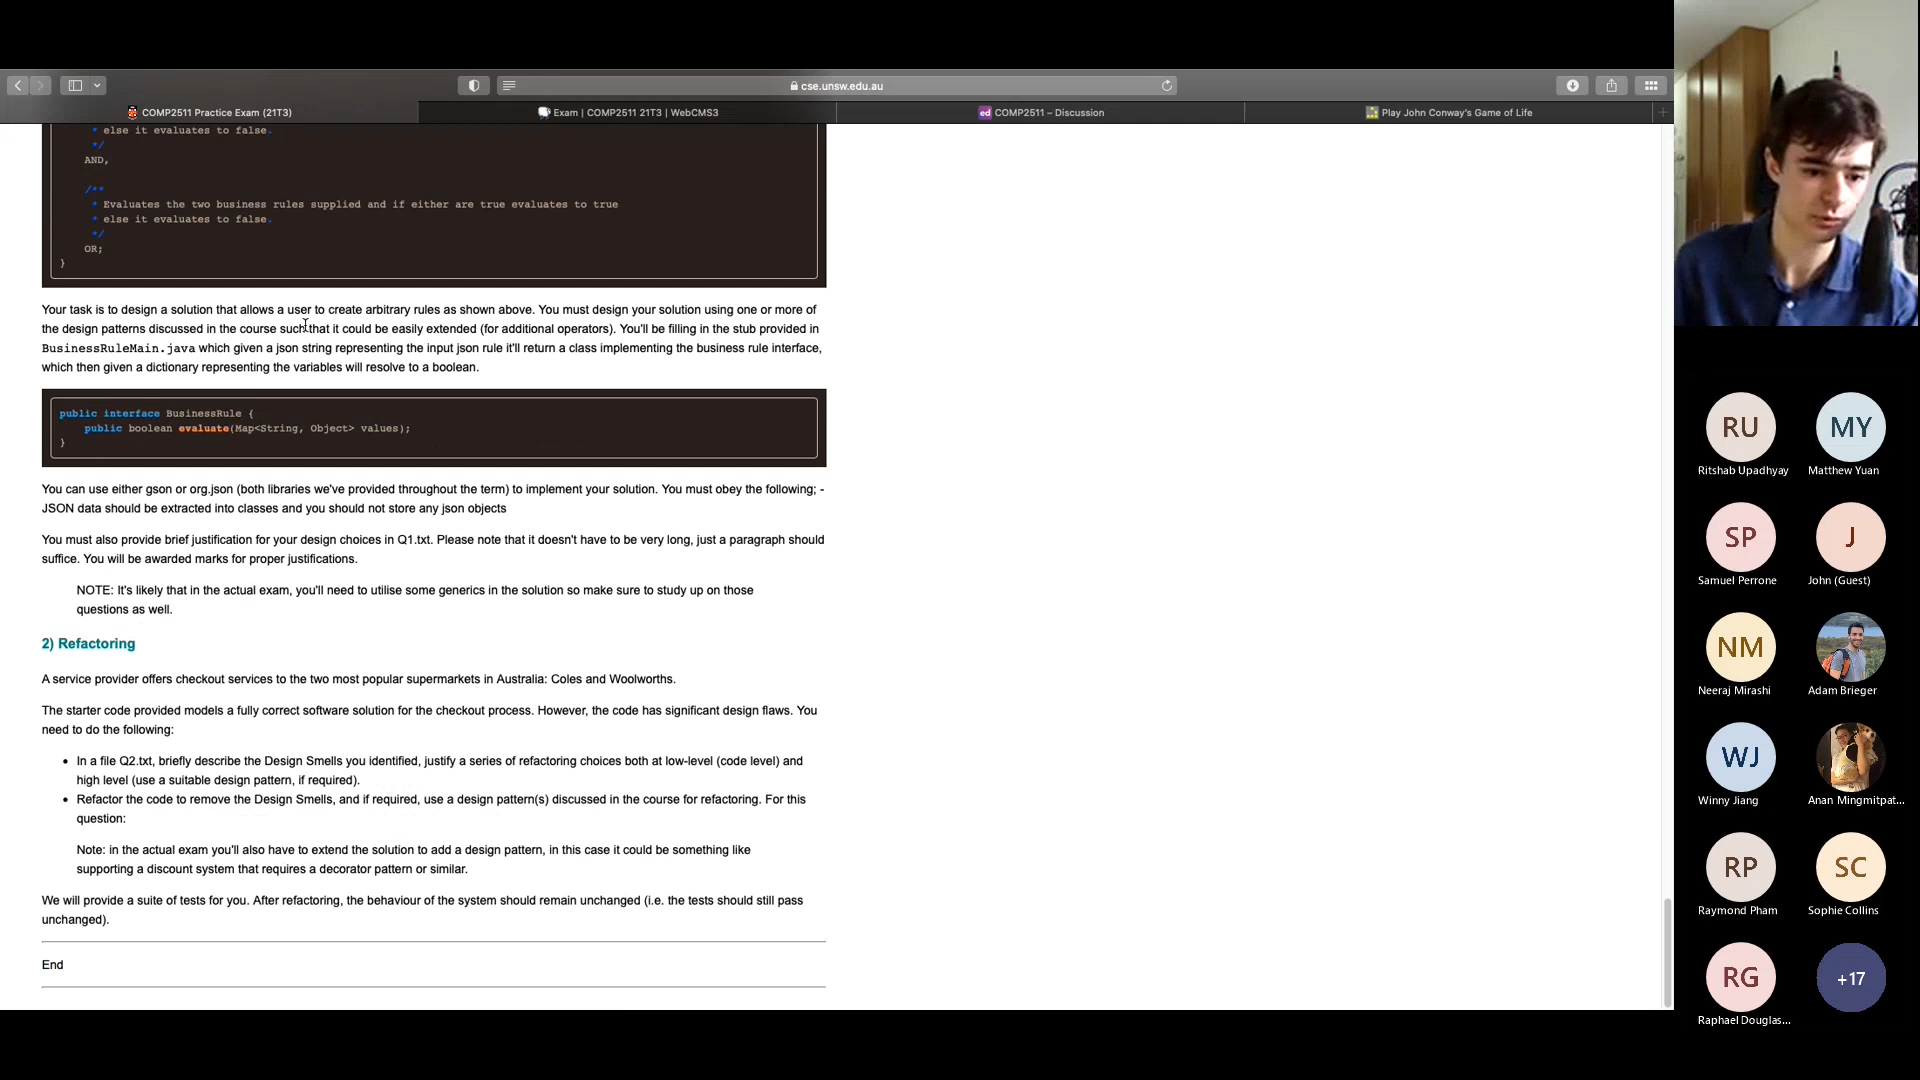 cse.unsw.edu.au
COMP2511 Practice Exam (21T3)
Exam | COMP2511 21T3 | WebCMS3
ed COMP2511 – Discussion
Play John Conway's Game of Life
* else it evaluates to false.
*/
AND,
/**
* Evaluates the two business rules supplied and if either are true evaluates to true
* else it evaluates to false.
*/
OR;
}
Your task is to design a solution that allows a user to create arbitrary rules as shown above. You must design your solution using one or more of
the design patterns discussed in the course such that it could be easily extended (for additional operators). You'll be filling in the stub provided in
BusinessRuleMain.java which given a json string representing the input json rule it'll return a class implementing the business rule interface,
which then given a dictionary representing the variables will resolve to a boolean.
public interface BusinessRule {
public boolean evaluate(Map<String, Object> values);
}
You can use either gson or org.json (both libraries we've provided throughout the term) to implement your solution. You must obey the following; -
JSON data should be extracted into classes and you should not store any json objects
You must also provide brief justification for your design choices in Q1.txt. Please note that it doesn't have to be very long, just a paragraph should
suffice. You will be awarded marks for proper justifications.
NOTE: It's likely that in the actual exam, you'll need to utilise some generics in the solution so make sure to study up on those
questions as well.
2) Refactoring
A service provider offers checkout services to the two most popular supermarkets in Australia: Coles and Woolworths.
The starter code provided models a fully correct software solution for the checkout process. However, the code has significant design flaws. You
need to do the following:
• In a file Q2.txt, briefly describe the Design Smells you identified, justify a series of refactoring choices both at low-level (code level) and
high level (use a suitable design pattern, if required).
• Refactor the code to remove the Design Smells, and if required, use a design pattern(s) discussed in the course for refactoring. For this
question:
Note: in the actual exam you'll also have to extend the solution to add a design pattern, in this case it could be something like
supporting a discount system that requires a decorator pattern or similar.
We will provide a suite of tests for you. After refactoring, the behaviour of the system should remain unchanged (i.e. the tests should still pass
unchanged).
End
RU
MY
Ritshab Upadhyay
Matthew Yuan
SP
J
Samuel Perrone
John (Guest)
NM
Neeraj Mirashi
Adam Brieger
WJ
Winny Jiang
Anan Mingmitpat...
RP
SC
Raymond Pham
Sophie Collins
RG
+17
Raphael Douglas...